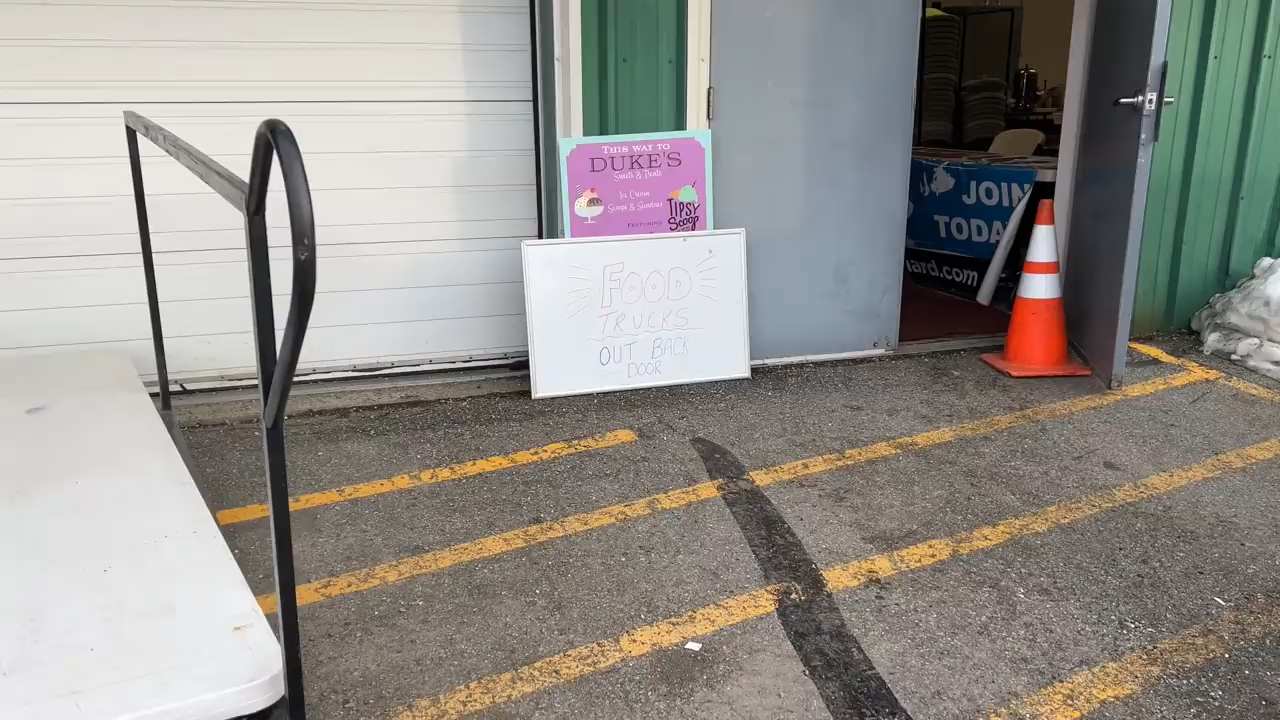 THIS WAY TO
DUKE'S
Sweets & Treats
Ice Cream
Scoops & Sundaes
FEATURING
TIPSY
Scoop
FOOD
TRUCKS
OUT BACK
DOOR
JOIN
TODA
ard.com